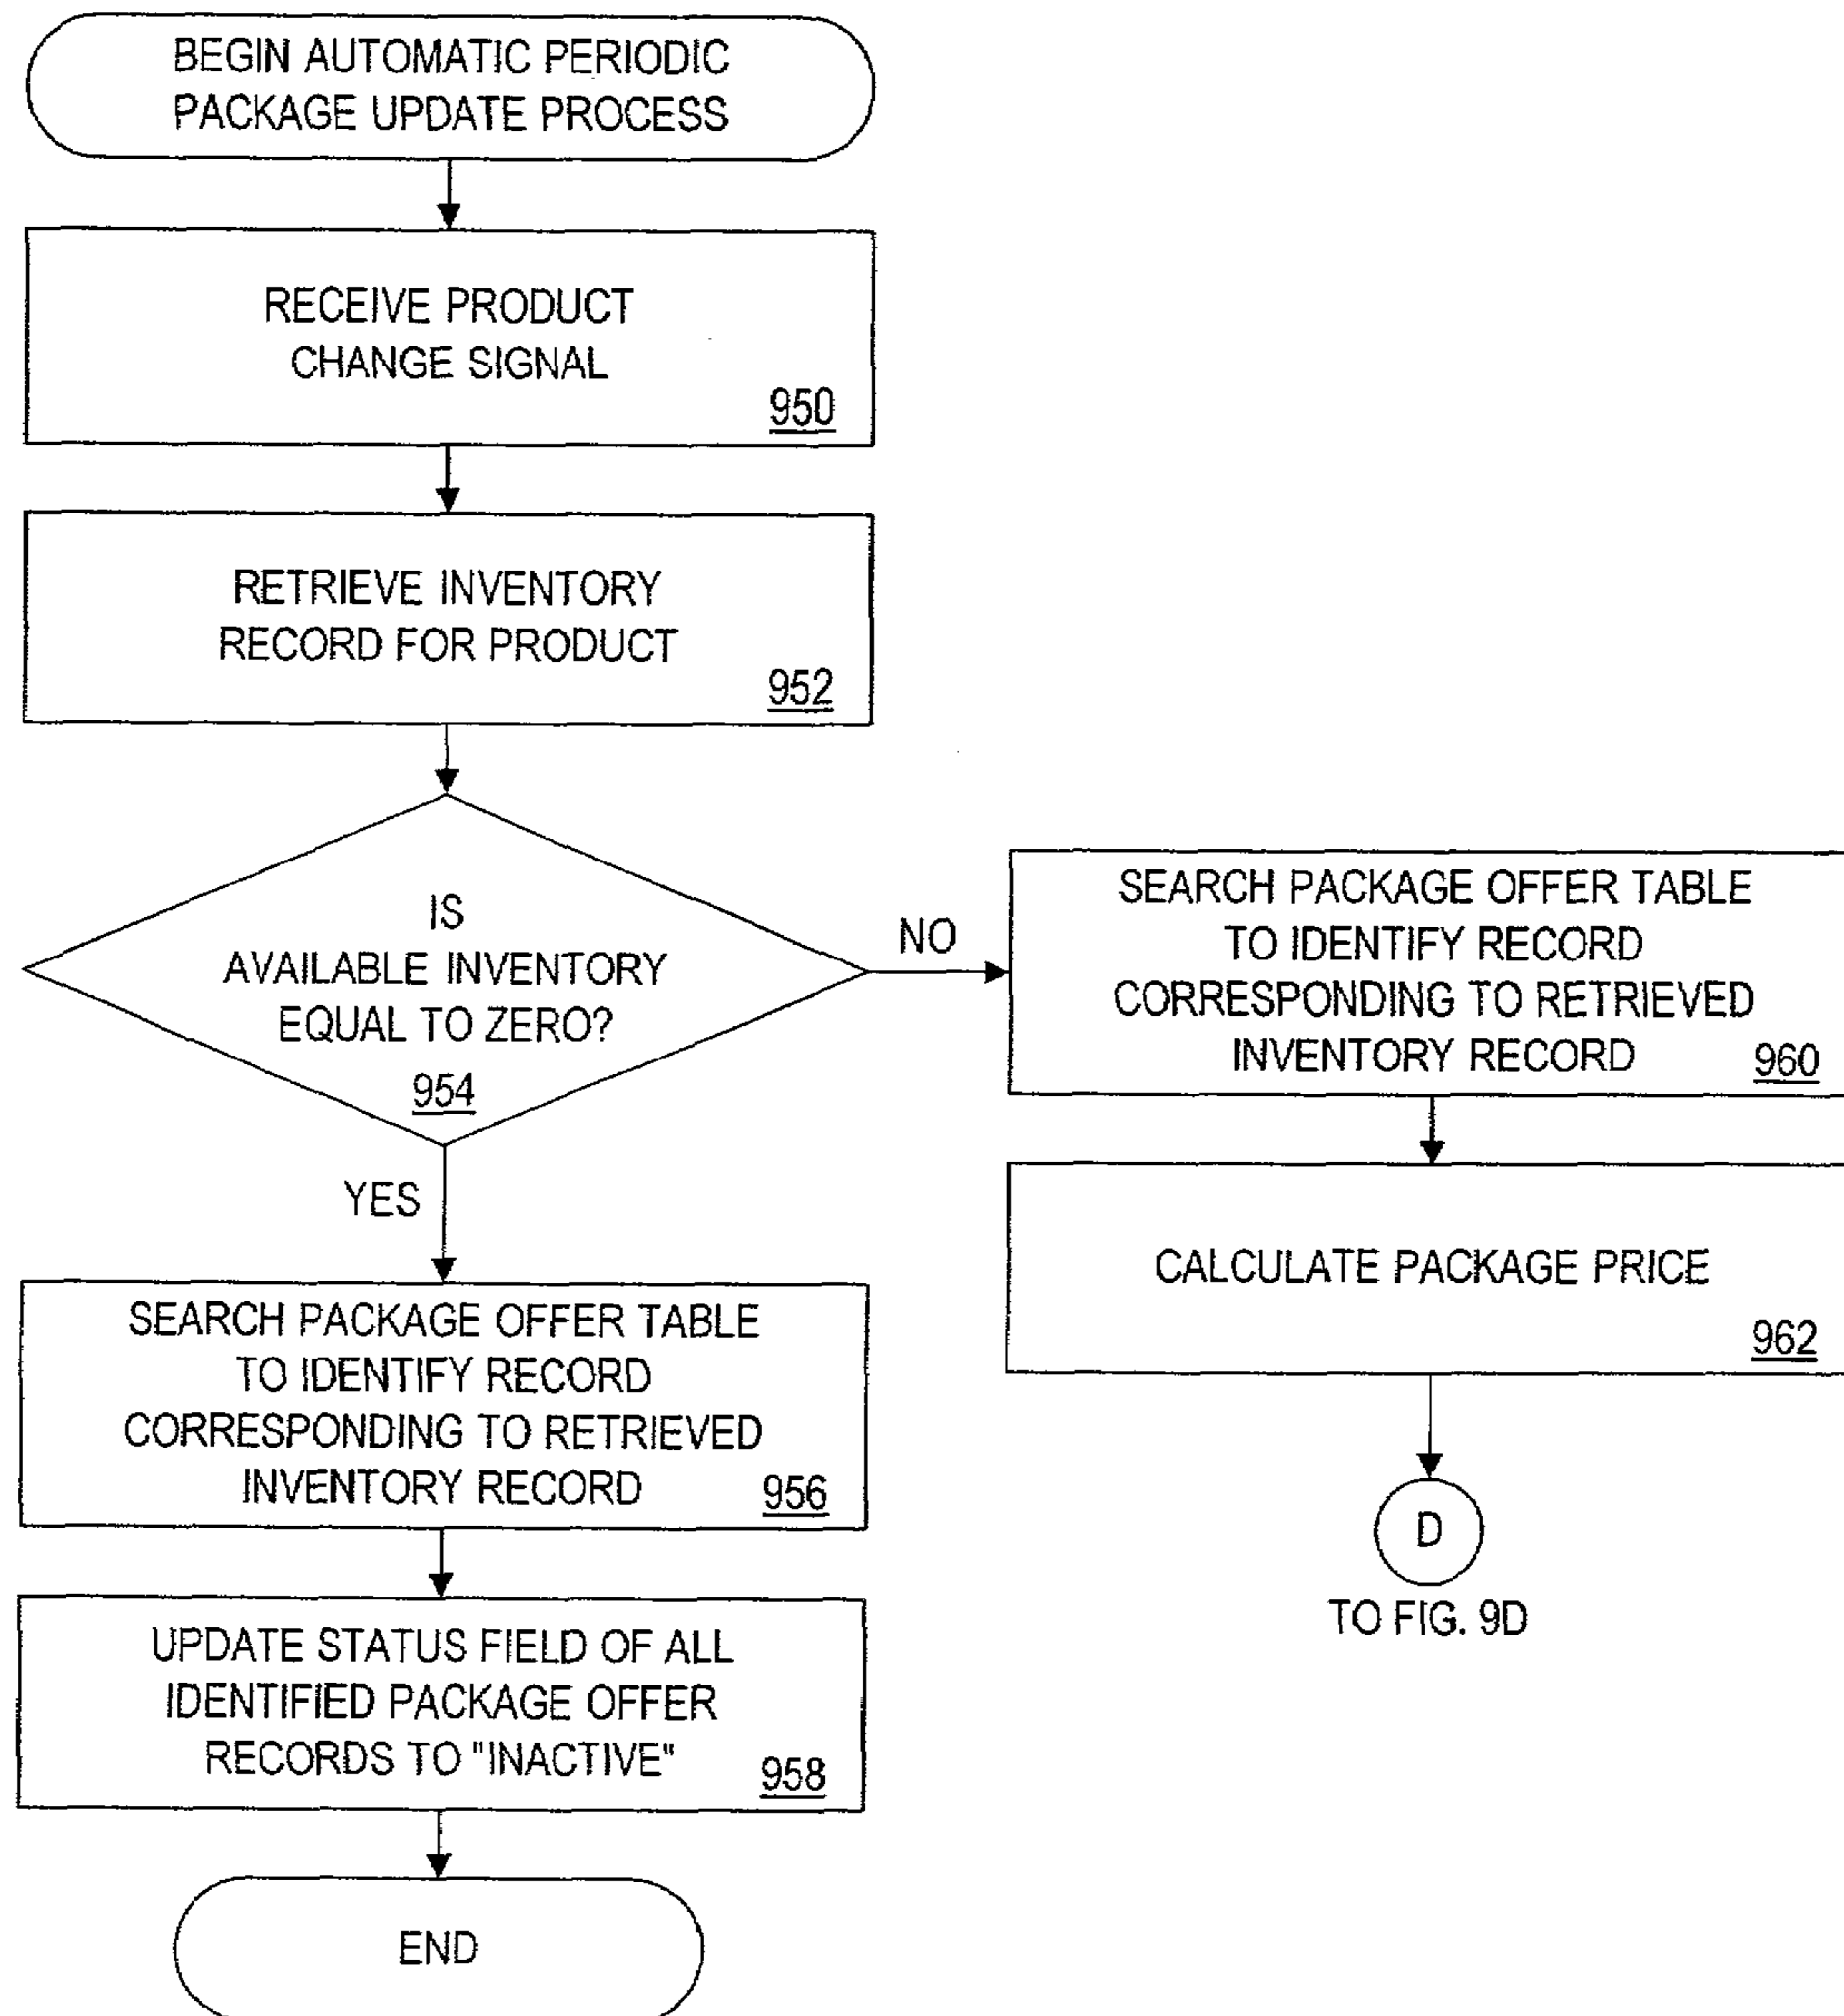 BEGIN AUTOMATIC PERIODIC
PACKAGE UPDATE PROCESS
RECEIVE PRODUCT
CHANGE SIGNAL
950
RETRIEVE INVENTORY
RECORD FOR PRODUCT
952
IS
AVAILABLE INVENTORY
EQUAL TO ZERO?
954
NO
YES
SEARCH PACKAGE OFFER TABLE
TO IDENTIFY RECORD
CORRESPONDING TO RETRIEVED
INVENTORY RECORD
956
UPDATE STATUS FIELD OF ALL
IDENTIFIED PACKAGE OFFER
RECORDS TO "INACTIVE"
958
END
SEARCH PACKAGE OFFER TABLE
TO IDENTIFY RECORD
CORRESPONDING TO RETRIEVED
INVENTORY RECORD
960
CALCULATE PACKAGE PRICE
962
D
TO FIG. 9D